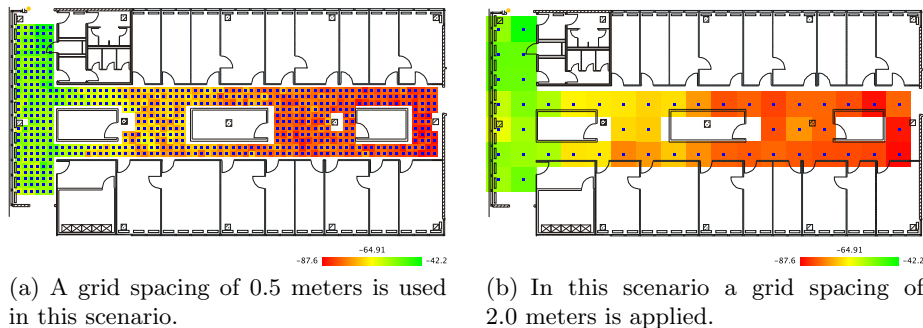 −64.91
−87.6 −42.2
−64.91
−87.6 −42.2
(a) A grid spacing of 0.5 meters is used
in this scenario.
(b) In this scenario a grid spacing of
2.0 meters is applied.